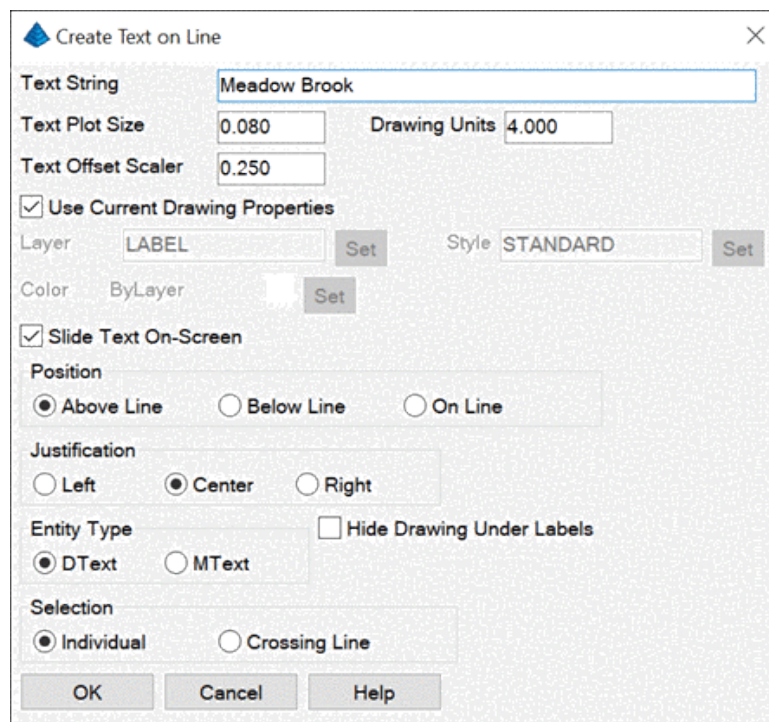 Create Text on Line
Text String Meadow Brook
Text Plot Size 0.080 Drawing Units 4.000
Text Offset Scaler 0.250
Use Current Drawing Properties
Layer LABEL Set Style STANDARD Set
Color ByLayer Set
Slide Text On-Screen
Position
Above Line Below Line On Line
Justification
Left Center Right
Entity Type Hide Drawing Under Labels
DText MText
Selection
Individual Crossing Line
OK Cancel Help